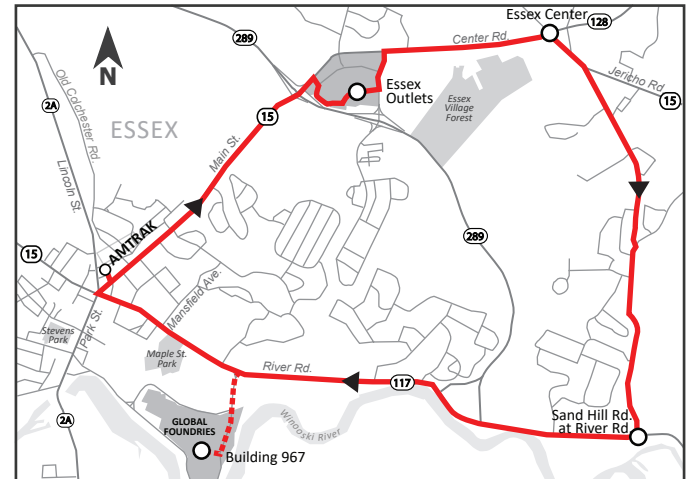 Essex Center
128
289
Center Rd.
N
Essex
Outlets
Jericho Rd.
15
2A
Old Colchester Rd.
ESSEX
15
Essex
Village
Forest
Main St.
Lincoln St.
AMTRAK
289
15
Mansfield Ave.
Park St.
Stevens
Park
Maple St.
Park
River Rd.
117
Sand Hill Rd.
at River Rd
Winooski River
GLOBAL
FOUNDRIES
2A
Building 967